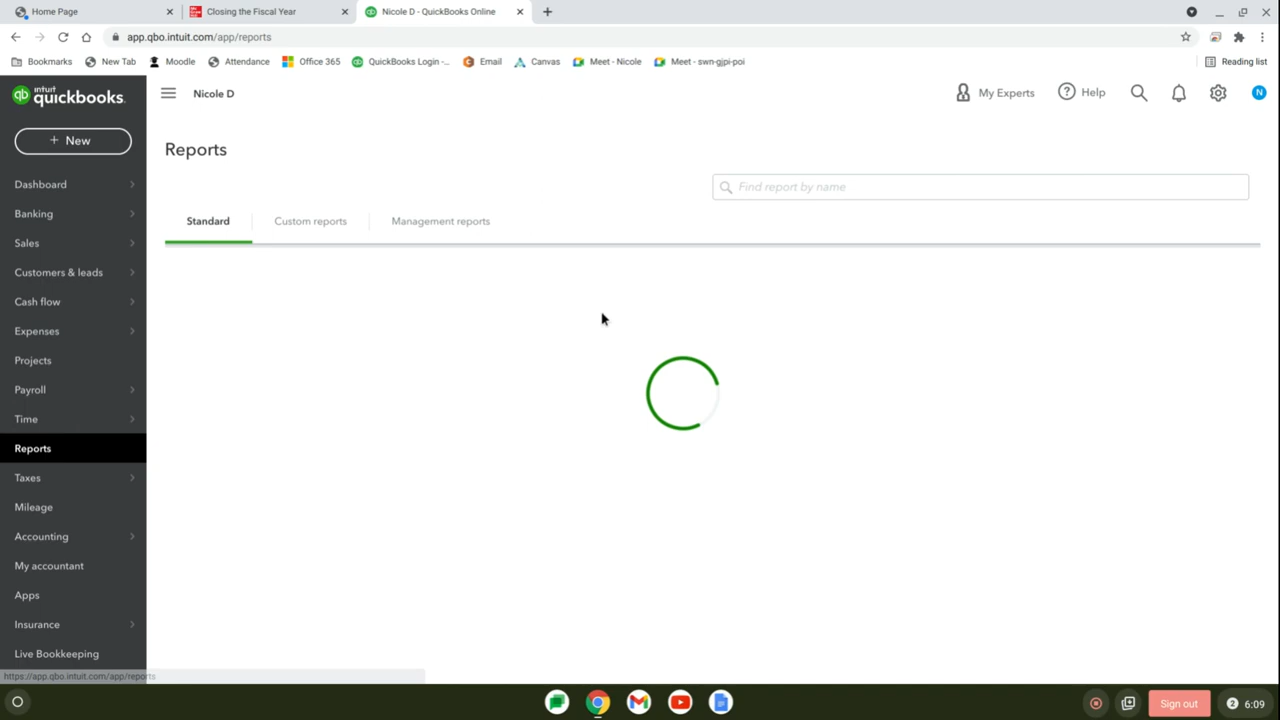 Home Page
Closing the Fiscal Year
Nicole D - QuickBooks Online
app.qbo.intuit.com/app/reports
Bookmarks New Tab Moodle Attendance Office 365 QuickBooks Login -... Email Canvas Meet - Nicole Meet - swn-gjpi-poi Reading list
intuit
quickbooks.
Nicole D
My Experts
Help
N
+ New
Reports
Find report by name
Dashboard
Banking
Sales
Customers & leads
Cash flow
Expenses
Projects
Payroll
Time
Reports
Taxes
Mileage
Accounting
My accountant
Apps
Insurance
Live Bookkeeping
Standard
Custom reports
Management reports
https://app.qbo.intuit.com/app/reports
Sign out
2 6:09